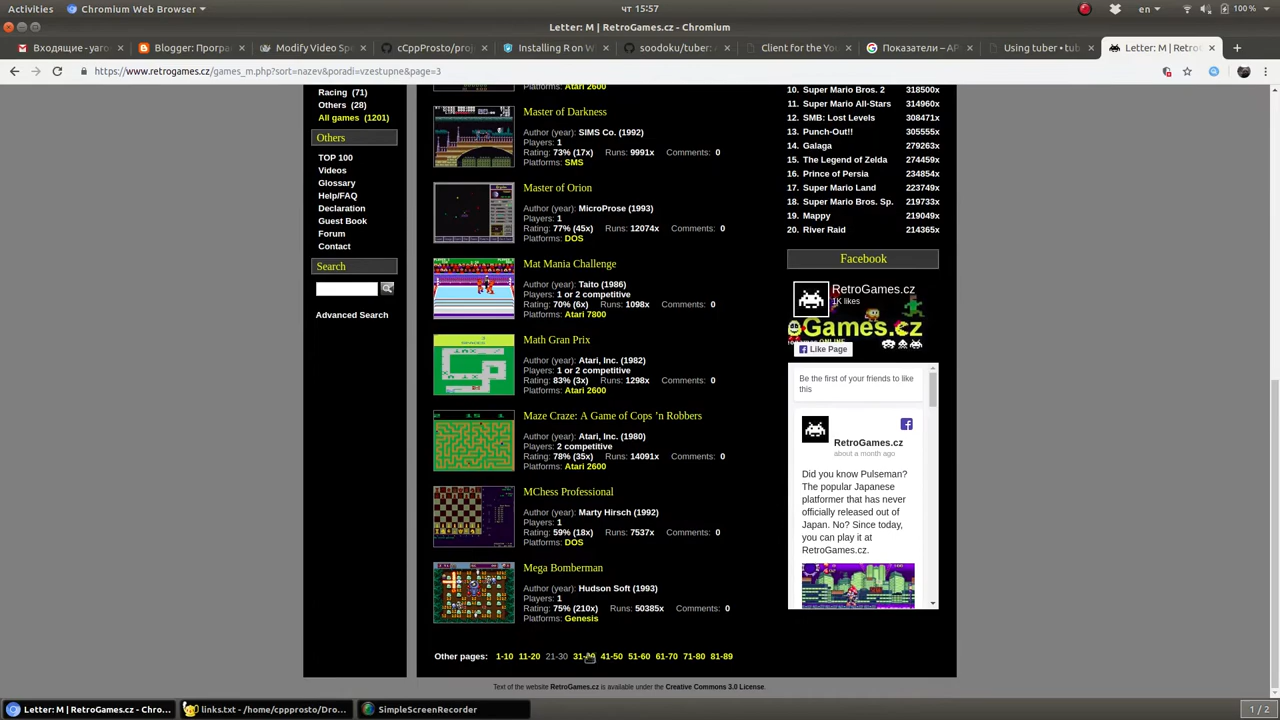 Activities
Chromium Web Browser
чт 15:57
en
100 %
Letter: M | RetroGames.cz - Chromium
Входящие - yaro
Blogger: Програм
Modify Video Spe
cCppProto/proj
Installing R on W
soodoku/tuber:
Client for the You
Показатели – API
Using tuber • tub
Letter: M | Retro
https://www.retrogames.cz/games_m.php?sort=nazev&poradi=vzestupne&page=3
Racing (71)
Others (28)
All games (1201)
Others
TOP 100
Videos
Glossary
Help/FAQ
Declaration
Guest Book
Forum
Contact
Search
Advanced Search
Atari 2600
Master of Darkness
Author (year): SIMS Co. (1992)
Players: 1
Rating: 73% (17x) Runs: 9991x Comments: 0
Platforms: SMS
Master of Orion
Author (year): MicroProse (1993)
Players: 1
Rating: 77% (45x) Runs: 12074x Comments: 0
Platforms: DOS
Mat Mania Challenge
Author (year): Taito (1986)
Players: 1 or 2 competitive
Rating: 70% (6x) Runs: 1098x Comments: 0
Platforms: Atari 7800
Math Gran Prix
Author (year): Atari, Inc. (1982)
Players: 1 or 2 competitive
Rating: 83% (3x) Runs: 1298x Comments: 0
Platforms: Atari 2600
Maze Craze: A Game of Cops 'n Robbers
Author (year): Atari, Inc. (1980)
Players: 2 competitive
Rating: 78% (35x) Runs: 14091x Comments: 0
Platforms: Atari 2600
MChess Professional
Author (year): Marty Hirsch (1992)
Players: 1
Rating: 59% (18x) Runs: 7537x Comments: 0
Platforms: DOS
Mega Bomberman
Author (year): Hudson Soft (1993)
Players: 1
Rating: 75% (210x) Runs: 50385x Comments: 0
Platforms: Genesis
Other pages: 1-10 11-20 21-30 31-40 41-50 51-60 61-70 71-80 81-89
10. Super Mario Bros. 2 318500x
11. Super Mario All-Stars 314960x
12. SMB: Lost Levels 308471x
13. Punch-Out!! 305555x
14. Galaga 279263x
15. The Legend of Zelda 274459x
16. Prince of Persia 234854x
17. Super Mario Land 223749x
18. Super Mario Bros. Sp. 219733x
19. Mappy 219049x
20. River Raid 214365x
Facebook
RetroGames.cz
1K likes
oGames.cz
Like Page
Be the first of your friends to like
this
RetroGames.cz
about a month ago
Did you know Pulseman?
The popular Japanese
platformer that has never
officially released out of
Japan. No? Since today,
you can play it at
RetroGames.cz.
Text of the website RetroGames.cz is available under the Creative Commons 3.0 License.
Letter: M | RetroGames.cz - Chro...
links.txt - /home/cppprosto/Dro...
SimpleScreenRecorder
1 / 2